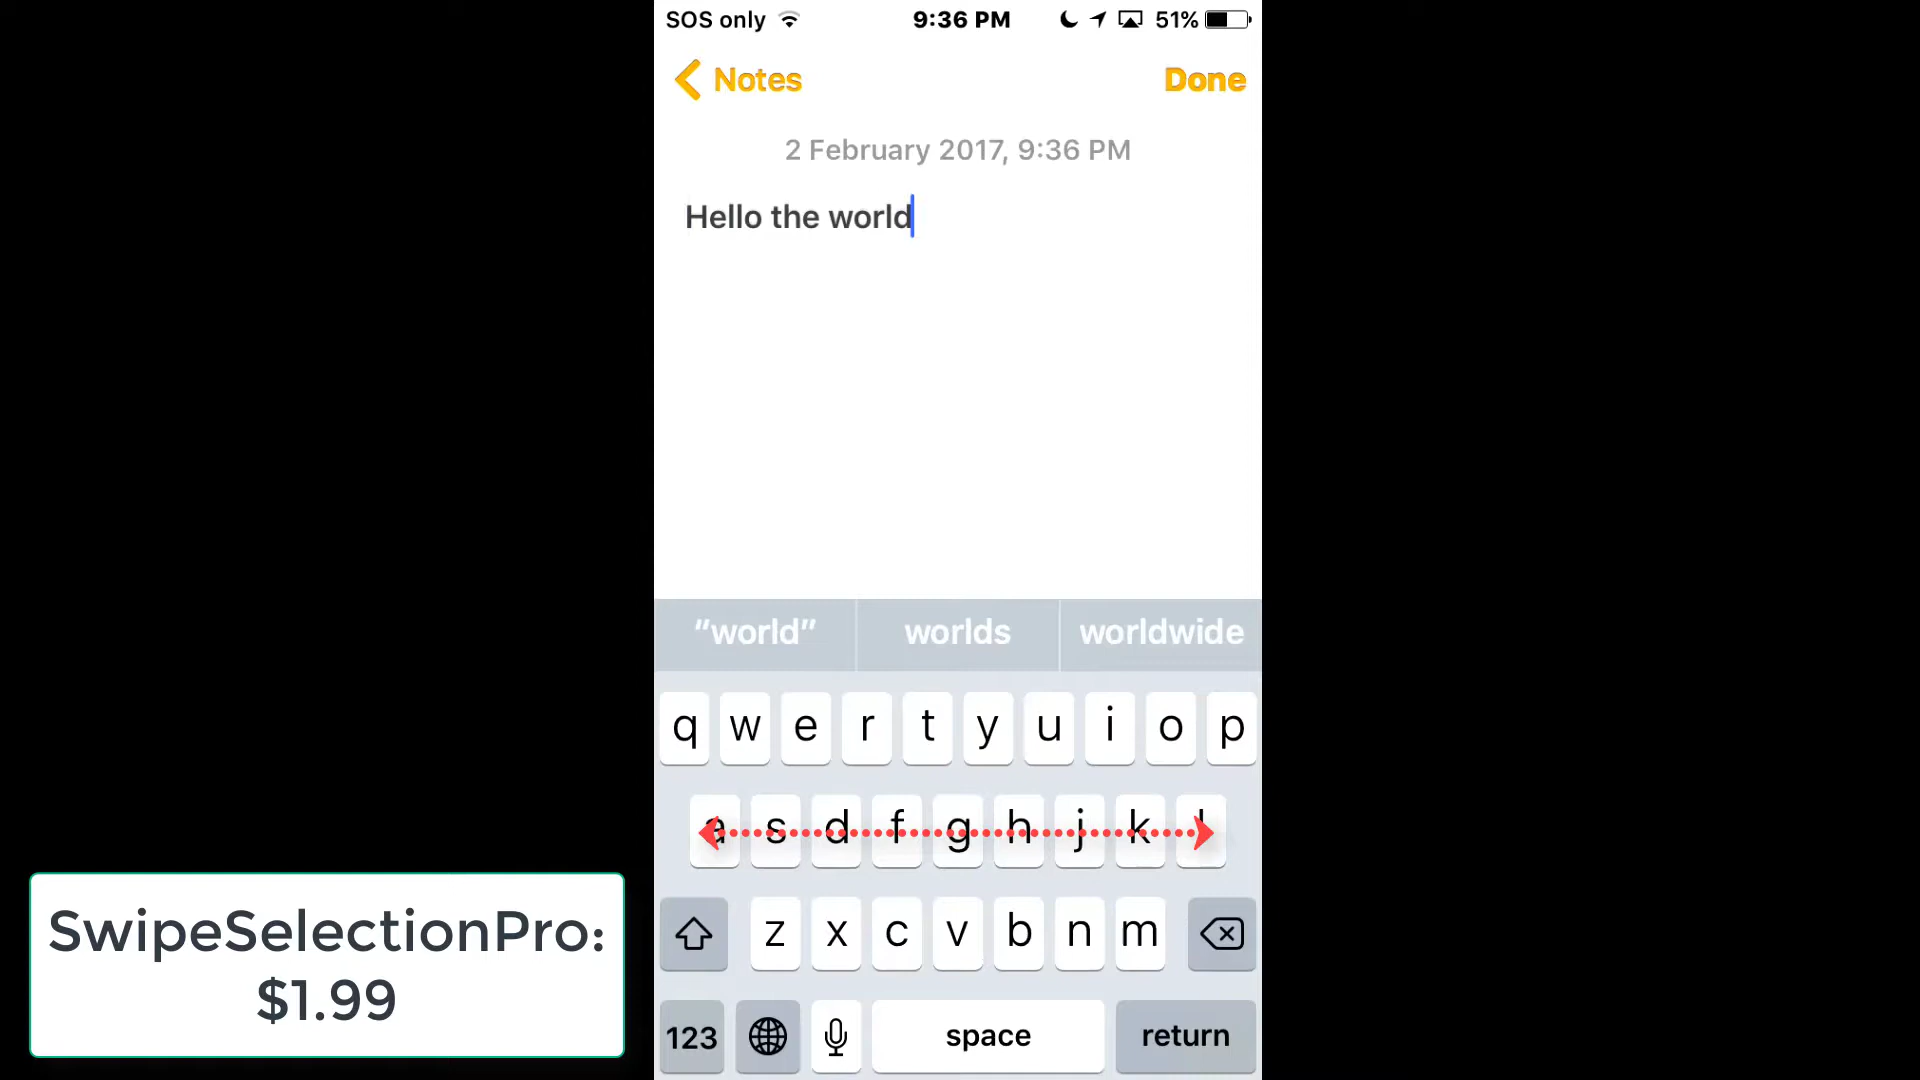 SOS only 9:36 PM 51%
Notes Done
2 February 2017, 9:36 PM
Hello the world
“world” worlds worldwide
q w e r t y u i o p
a s d f g h j k l
z x c v b n m
123 space return
SwipeSelectionPro:
$1.99